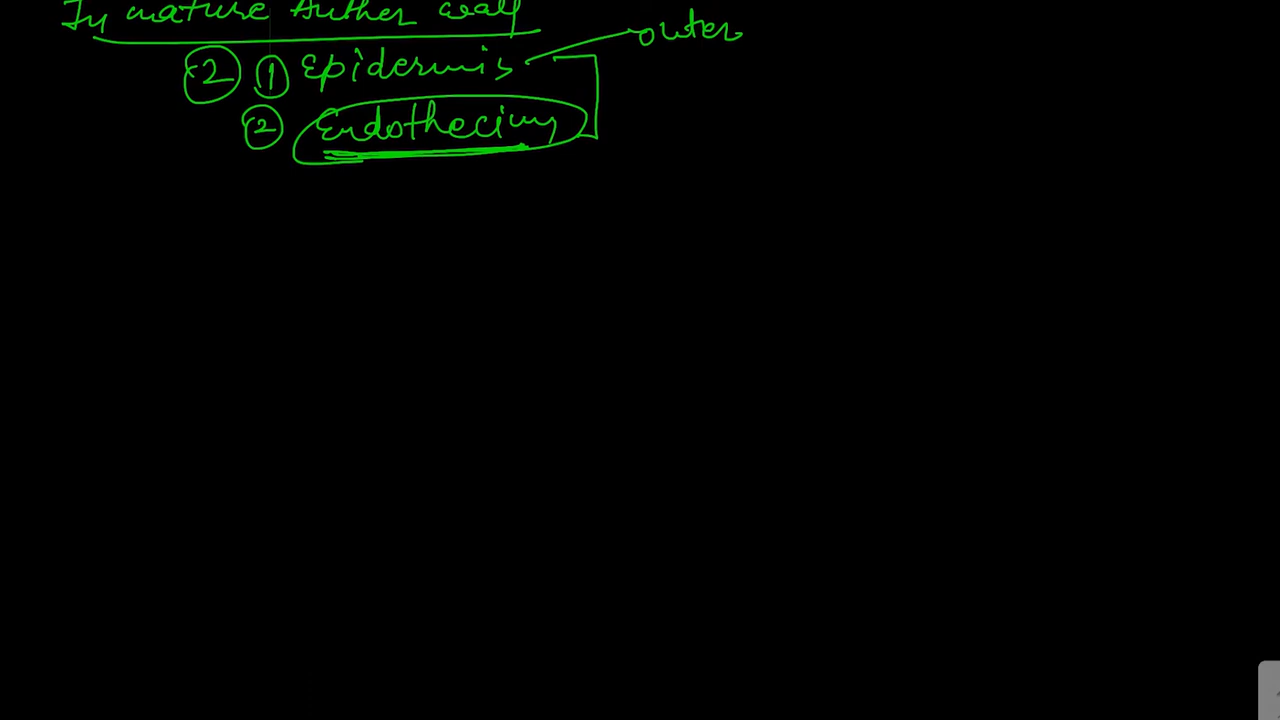 In mature Anther wall
outer
② ① Epidermis
② Endothecium